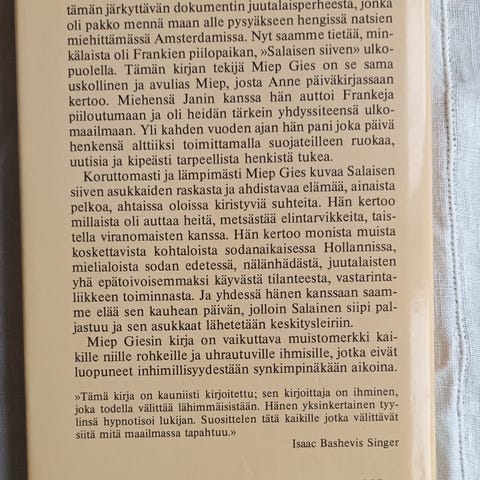 tämän järkyttävän dokumentin juutalaisperheestä, jonka
oli pakko mennä maan alle pysyäkseen hengissä natsien
miehittämässä Amsterdamissa. Nyt saamme tietää, min-
kälaista oli Frankien piilopaikan, »Salaisen siiven» ulko-
puolella. Tämän kirjan tekijä Miep Gies on se sama
uskollinen ja avulias Miep, josta Anne päiväkirjassaan
kertoo. Miehensä Janin kanssa hän auttoi Frankeja
piiloutumaan ja oli heidän tärkein yhdyssiteensä ulko-
maailmaan. Yli kahden vuoden ajan hän pani joka päivä
henkensä alttiiksi toimittamalla suojateilleen ruokaa,
uutisia ja kipeästi tarpeellista henkistä tukea.
Koruttomasti ja lämpimästi Miep Gies kuvaa Salaisen
siiven asukkaiden raskasta ja ahdistavaa elämää, ainaista
pelkoa, ahtaissa oloissa kiristyviä suhteita. Hän kertoo
millaista oli auttaa heitä, metsästää elintarvikkeita, tais-
tella viranomaisten kanssa. Hän kertoo monista muista
koskettavista kohtaloista sodanaikaisessa Hollannissa,
mielialoista sodan edetessä, nälänhädästä, juutalaisten
yhä epätoivoisemmaksi käyvästä tilanteesta, vastarinta-
liikkeen toiminnasta. Ja yhdessä hänen kanssaan saam-
me elää sen kauhean päivän, jolloin Salainen siipi pal-
jastuu ja sen asukkaat lähetetään keskitysleiriin.
Miep Giesin kirja on vaikuttava muistomerkki kai-
kille niille rohkeille ja uhrautuville ihmisille, jotka eivät
luopuneet inhimillisyydestään synkimpinäkään aikoina.
»Tämä kirja on kauniisti kirjoitettu; sen kirjoittaja on ihminen,
joka todella välittää lähimmäisistään. Hänen yksinkertainen tyy-
linsä hypnotisoi lukijan. Suosittelen tätä kaikille jotka välittävät
siitä mitä maailmassa tapahtuu.»
Isaac Bashevis Singer